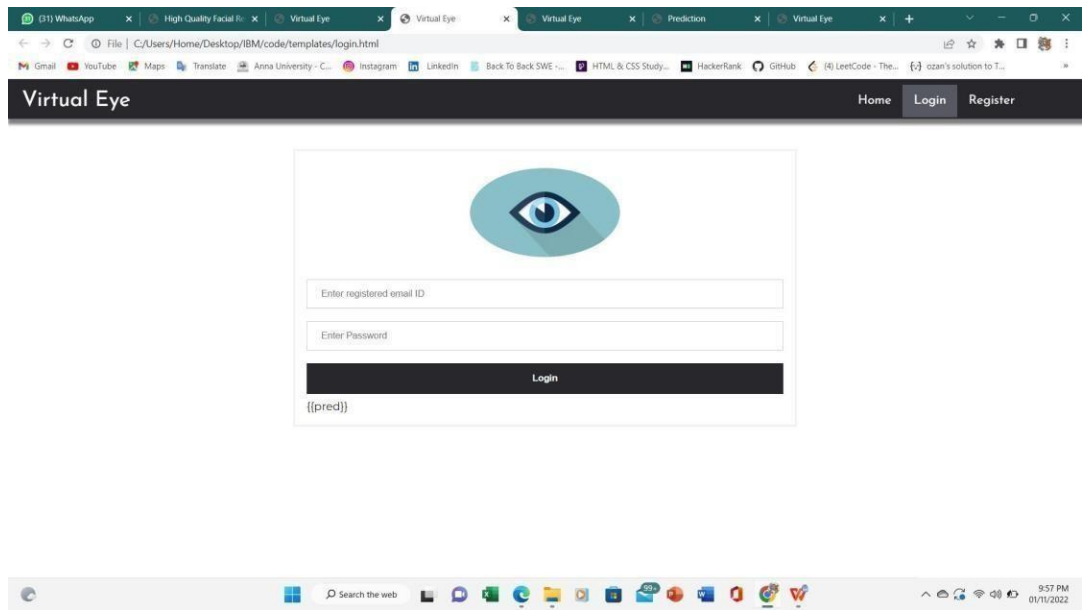 (31) WhatsApp High Quality Facial Re Virtual Eye Virtual Eye Virtual Eye Prediction Virtual Eye
File | C:/Users/Home/Desktop/IBM/code/templates/login.html
Gmail YouTube Maps Translate Anna University - C... Instagram LinkedIn Back To Back SWE -... HTML & CSS Study... HackerRank GitHub (4) LeetCode - The... ozan's solution to T...
Virtual Eye Home Login Register
Enter registered email ID
Enter Password
Login
{{pred}}
Search the web 99+ 9:57 PM
01/11/2022